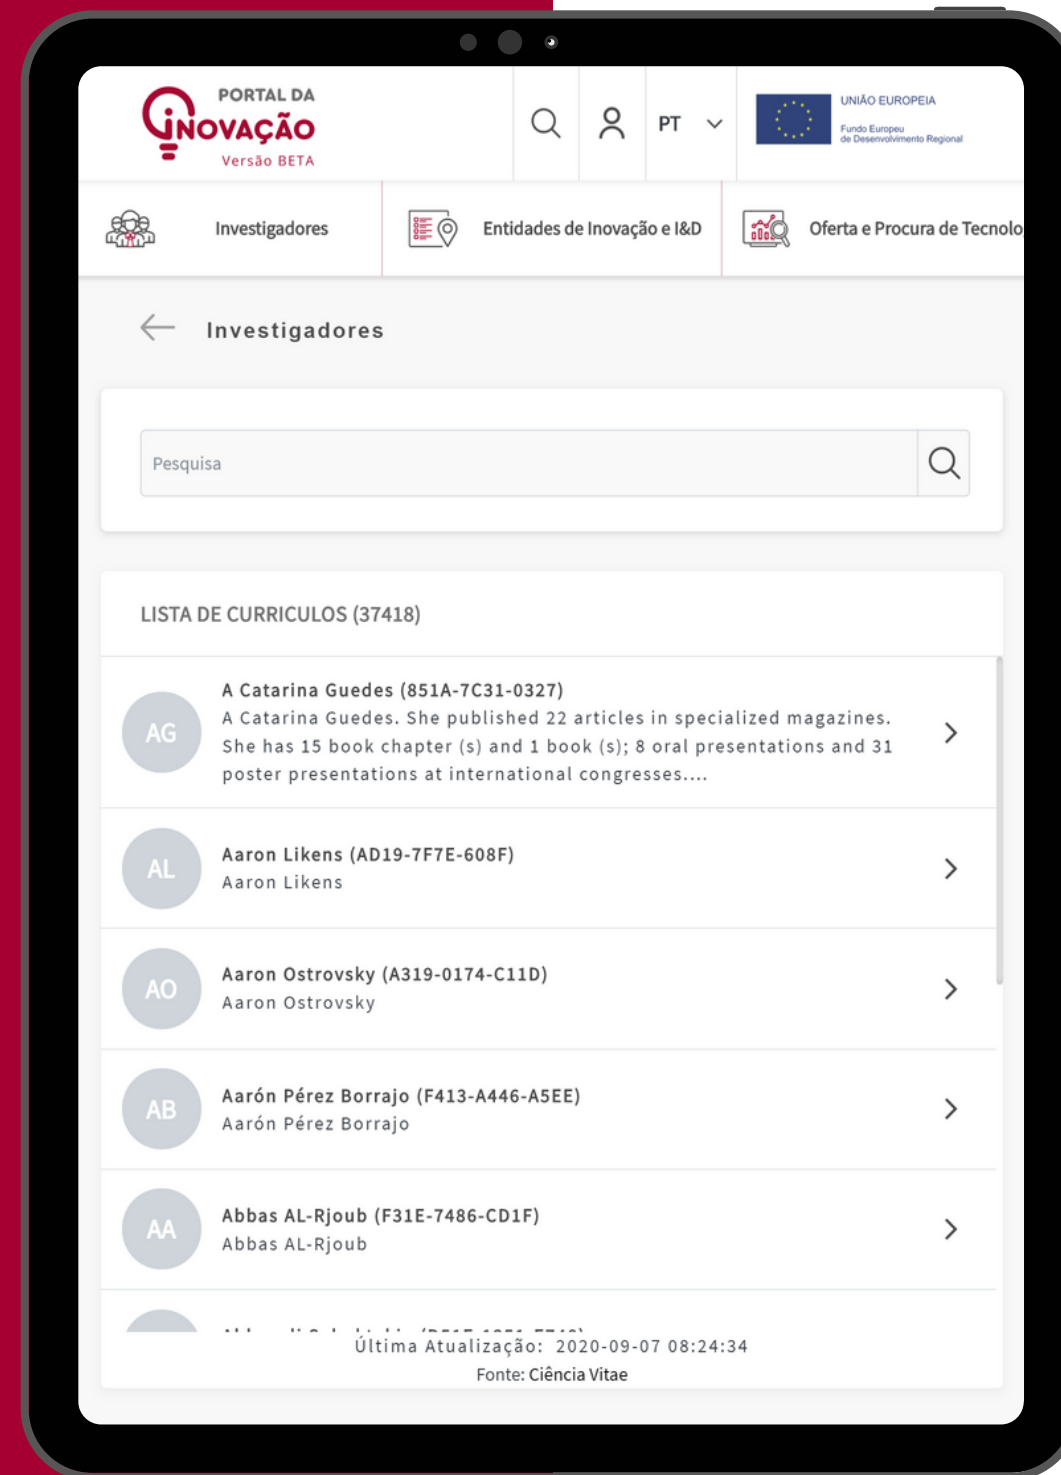 PORTAL DA
INOVAÇÃO
Versão BETA
PT
UNIÃO EUROPEIA
Fundo Europeu
de Desenvolvimento Regional
Investigadores
Entidades de Inovação e I&D
Oferta e Procura de Tecnolo
Investigadores
Pesquisa
LISTA DE CURRICULOS (37418)
AG
A Catarina Guedes (851A-7C31-0327)
A Catarina Guedes. She published 22 articles in specialized magazines.
She has 15 book chapter (s) and 1 book (s); 8 oral presentations and 31
poster presentations at international congresses....
AL
Aaron Likens (AD19-7F7E-608F)
Aaron Likens
AO
Aaron Ostrovsky (A319-0174-C11D)
Aaron Ostrovsky
AB
Aarón Pérez Borrajo (F413-A446-A5EE)
Aarón Pérez Borrajo
AA
Abbas AL-Rjoub (F31E-7486-CD1F)
Abbas AL-Rjoub
Última Atualização: 2020-09-07 08:24:34
Fonte: Ciência Vitae